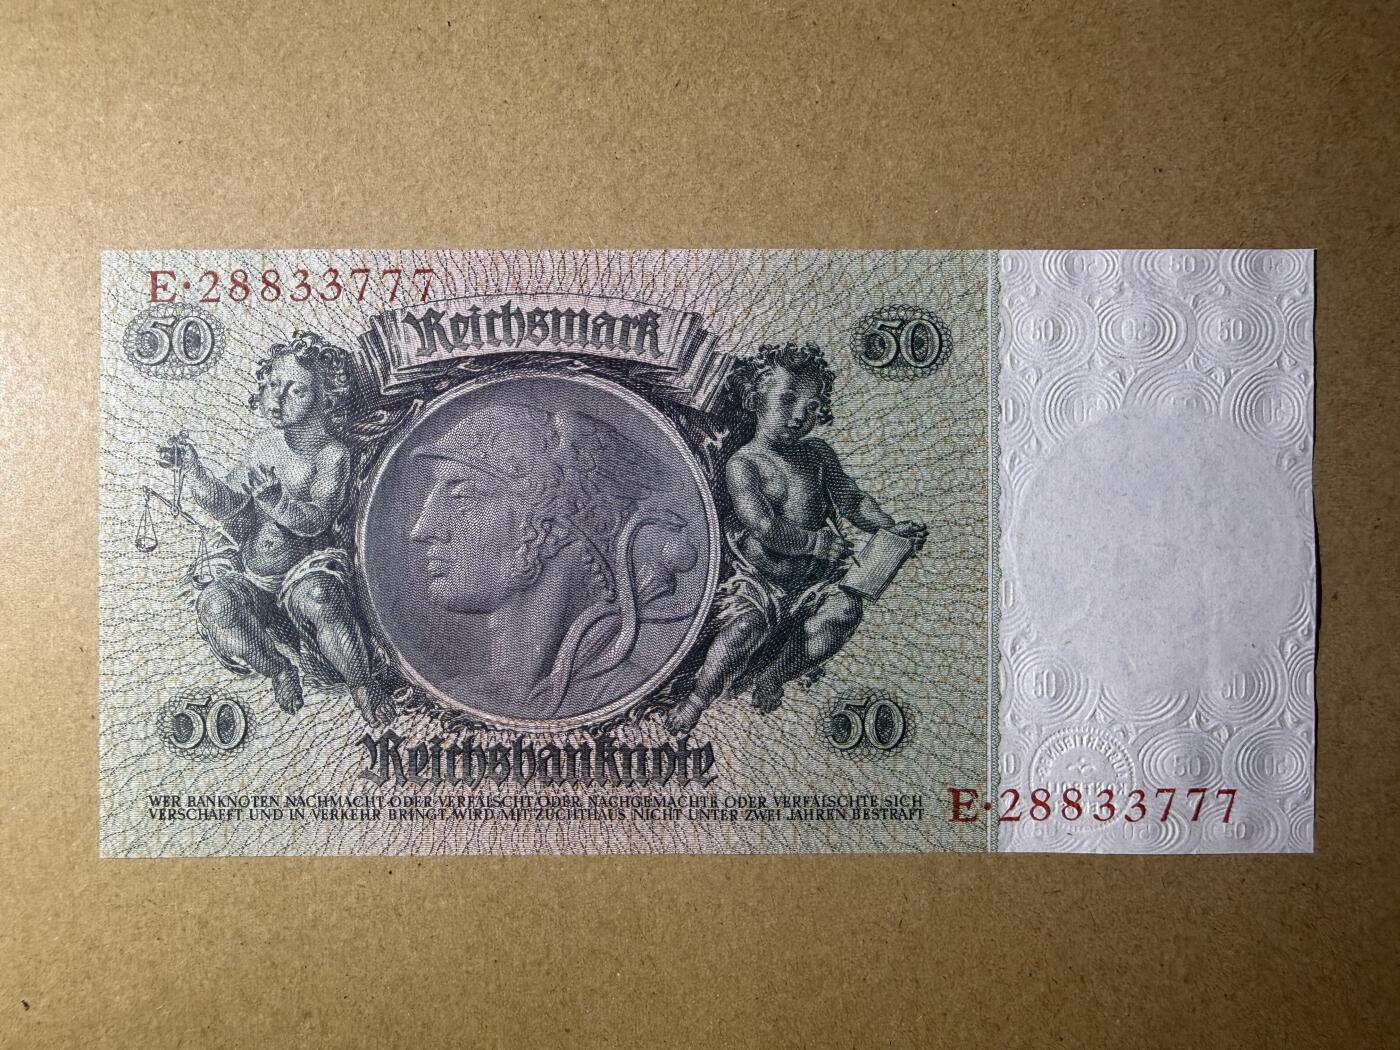 E·28833777
50 Reichsmark 50
50 50
Reichsbanknote
WER BANKNOTEN NACHMACHT ODER VERFÄLSCHT ODER NACHGEMACHTE ODER VERFÄLSCHTE SICH
VERSCHAFFT UND IN VERKEHR BRINGT, WIRD MIT ZUCHTHAUS NICHT UNTER ZWEI JAHREN BESTRAFT
E·28833777